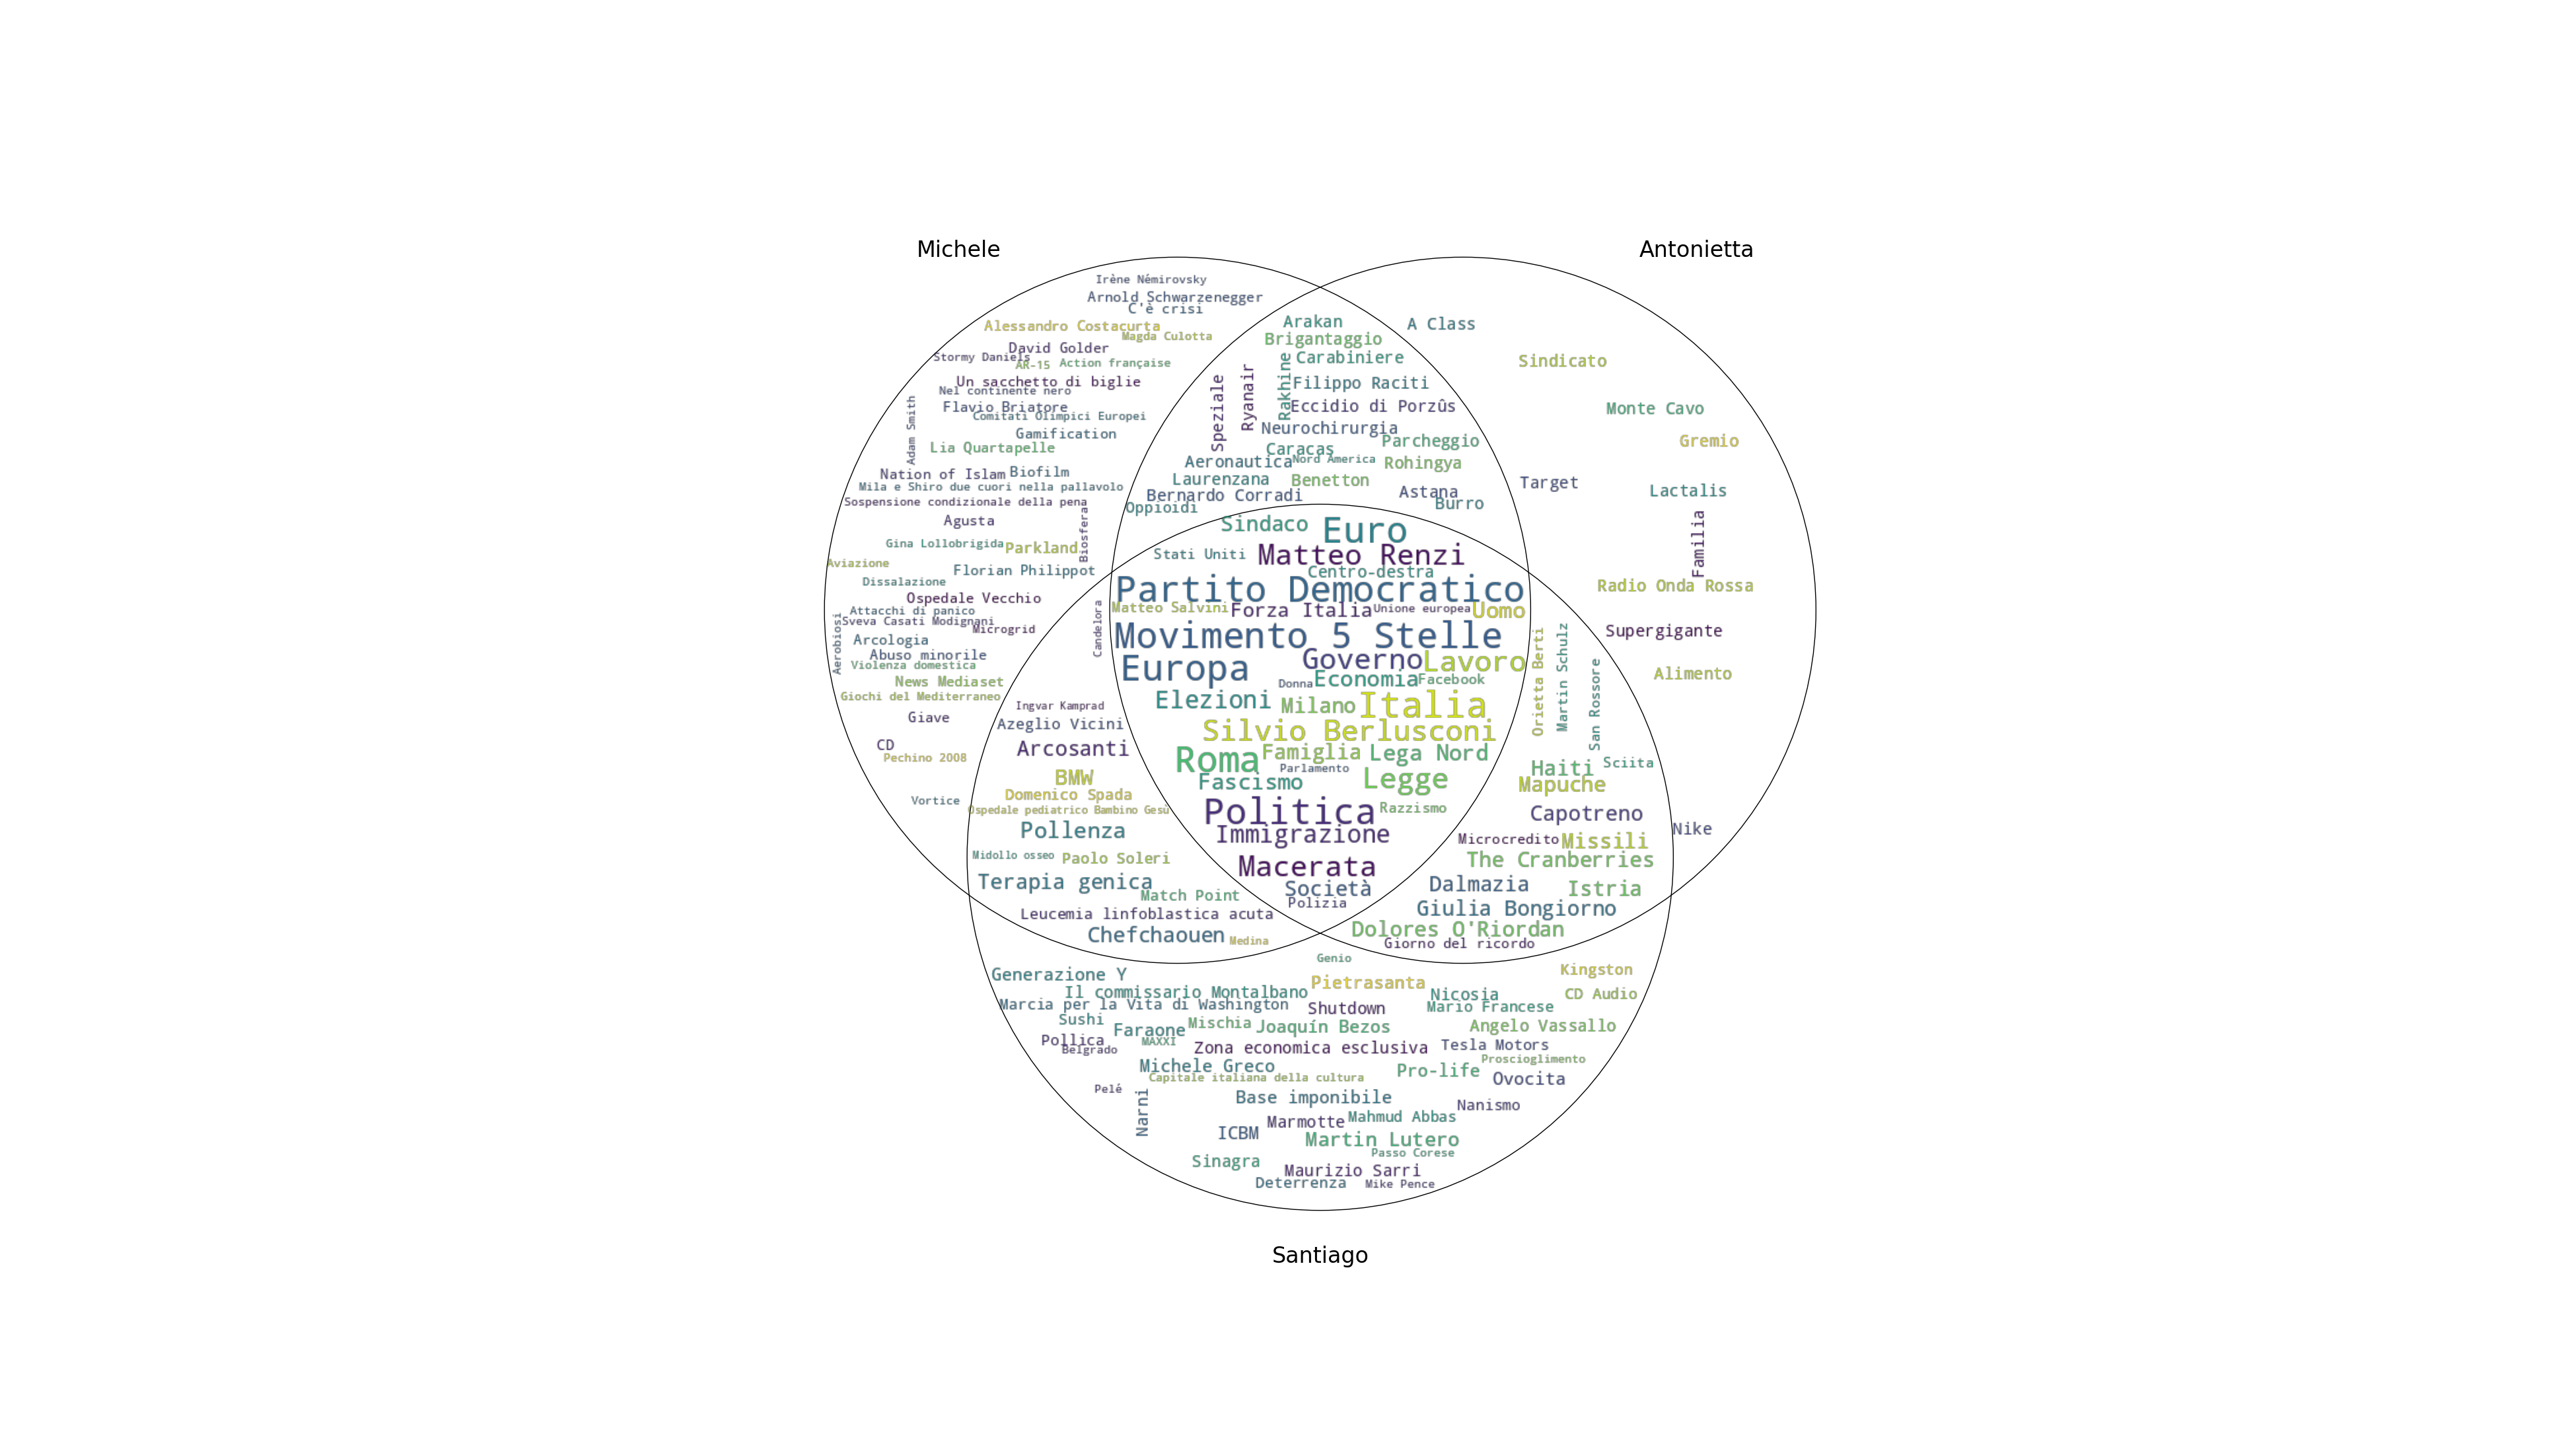 Michele
Antonietta
Irène Némirovsky
Arnold Schwarzenegger
C'è crisi
Alessandro Costacurta
Magda Culotta
David Golder
Stormy Daniels
AR-15
Action française
Un sacchetto di biglie
Nel continente nero
Flavio Briatore
Adam Smith
Comitati Olimpici Europei
Gamification
Lia Quartapelle
Nation of Islam
Biofilm
Mila e Shiro due cuori nella pallavolo
Sospensione condizionale della pena
Agusta
Biosfera
Gina Lollobrigida
Parkland
Aviazione
Florian Philippot
Dissalazione
Ospedale Vecchio
Attacchi di panico
Sveva Casati Modignani
Microgrid
Aerobiosi
Arcologia
Abuso minorile
Violenza domestica
News Mediaset
Giochi del Mediterraneo
Giave
CD
Pechino 2008
Vortice
Arakan
Brigantaggio
Rakhine
Carabiniere
Speziale
Ryanair
Filippo Raciti
Eccidio di Porzûs
Neurochirurgia
Parcheggio
Caracas
Aeronautica
Nord America
Rohingya
Laurenzana
Benetton
Bernardo Corradi
Astana
Burro
Oppioidi
A Class
Sindicato
Monte Cavo
Gremio
Target
Lactalis
Familia
Radio Onda Rossa
Supergigante
Alimento
Nike
Sindaco
Euro
Stati Uniti
Matteo Renzi
Centro-destra
Partito Democratico
Matteo Salvini
Forza Italia
Unione europea
Uomo
Movimento 5 Stelle
Europa
Governo
Lavoro
Donna
Economia
Facebook
Elezioni
Milano
Italia
Silvio Berlusconi
Roma
Famiglia
Lega Nord
Parlamento
Fascismo
Legge
Politica
Razzismo
Immigrazione
Macerata
Società
Polizia
Candelora
Ingvar Kamprad
Azeglio Vicini
Arcosanti
BMW
Domenico Spada
Ospedale pediatrico Bambino Gesù
Pollenza
Midollo osseo
Paolo Soleri
Terapia genica
Match Point
Leucemia linfoblastica acuta
Chefchaouen
Medina
Orietta Berti
Martin Schulz
San Rossore
Haiti
Sciita
Mapuche
Capotreno
Microcredito
Missili
The Cranberries
Dalmazia
Istria
Giulia Bongiorno
Dolores O'Riordan
Giorno del ricordo
Genio
Generazione Y
Pietrasanta
Kingston
Il commissario Montalbano
Nicosia
CD Audio
Marcia per la Vita di Washington
Shutdown
Mario Francese
Sushi
Faraone
Mischia
Joaquín Bezos
Angelo Vassallo
Pollica
Belgrado
MAXXI
Zona economica esclusiva
Tesla Motors
Proscioglimento
Michele Greco
Capitale italiana della cultura
Pro-life
Ovocita
Pelé
Narni
Base imponibile
Nanismo
Marmotte
Mahmud Abbas
ICBM
Martin Lutero
Passo Corese
Sinagra
Maurizio Sarri
Deterrenza
Mike Pence
Santiago